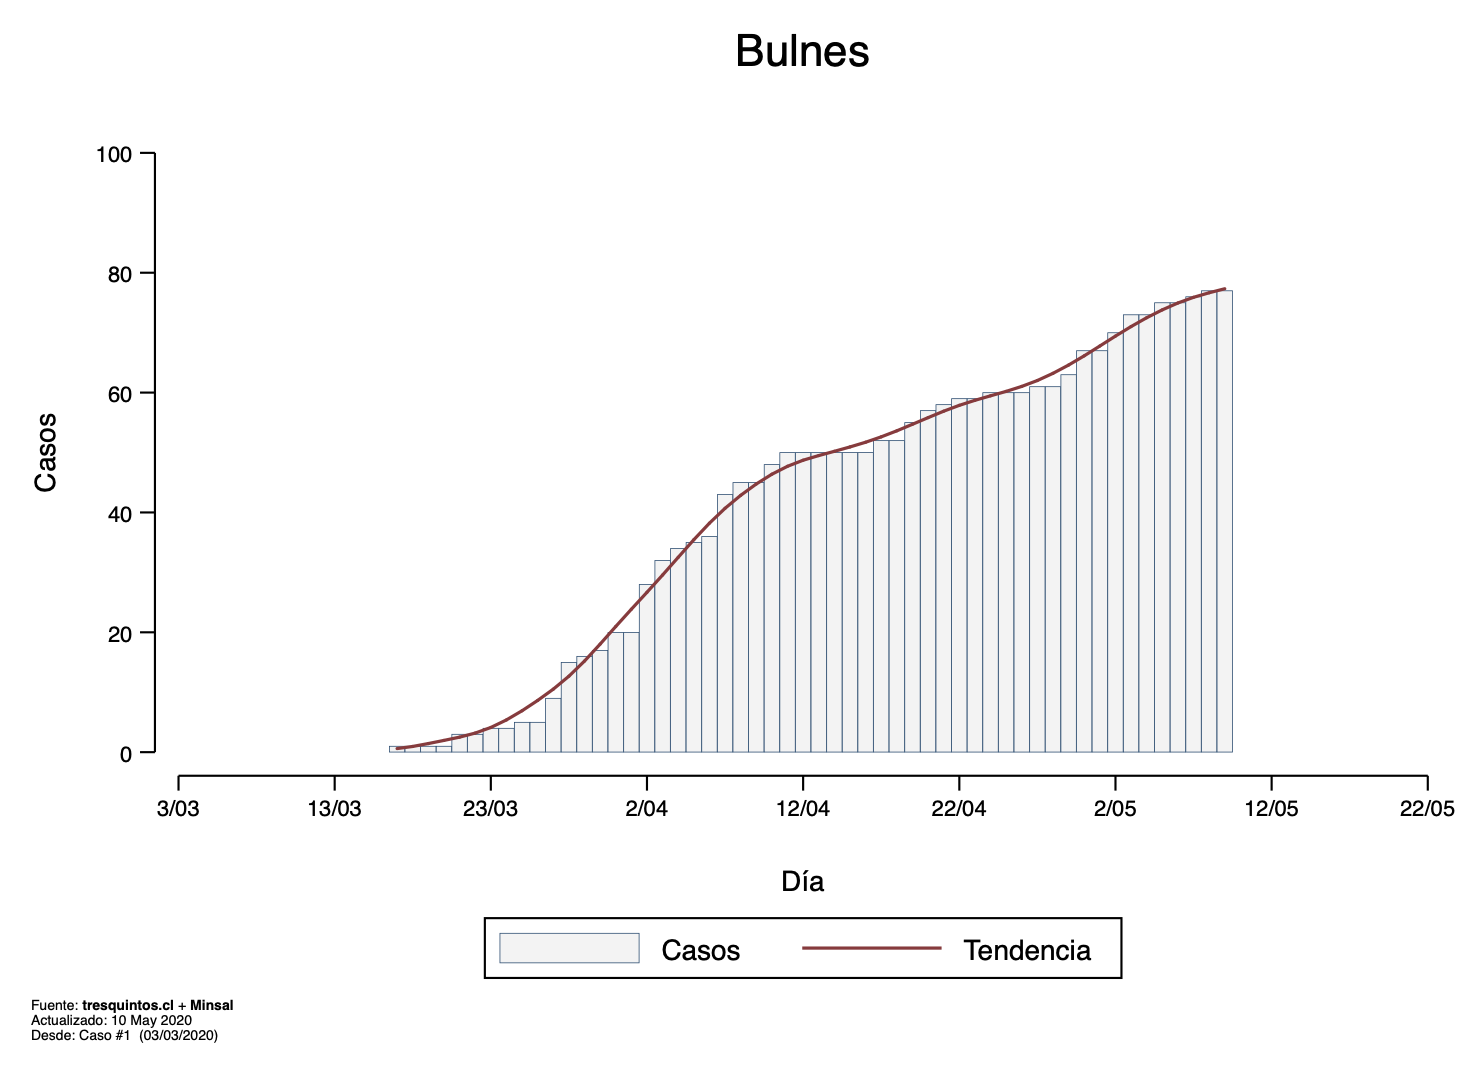 Bulnes
100
80
60
40
20
0
Casos
3/03 13/03 23/03 2/04 12/04 22/04 2/05 12/05 22/05
Día
Casos Tendencia
Fuente: tresquintos.cl + Minsal
Actualizado: 10 May 2020
Desde: Caso #1 (03/03/2020)